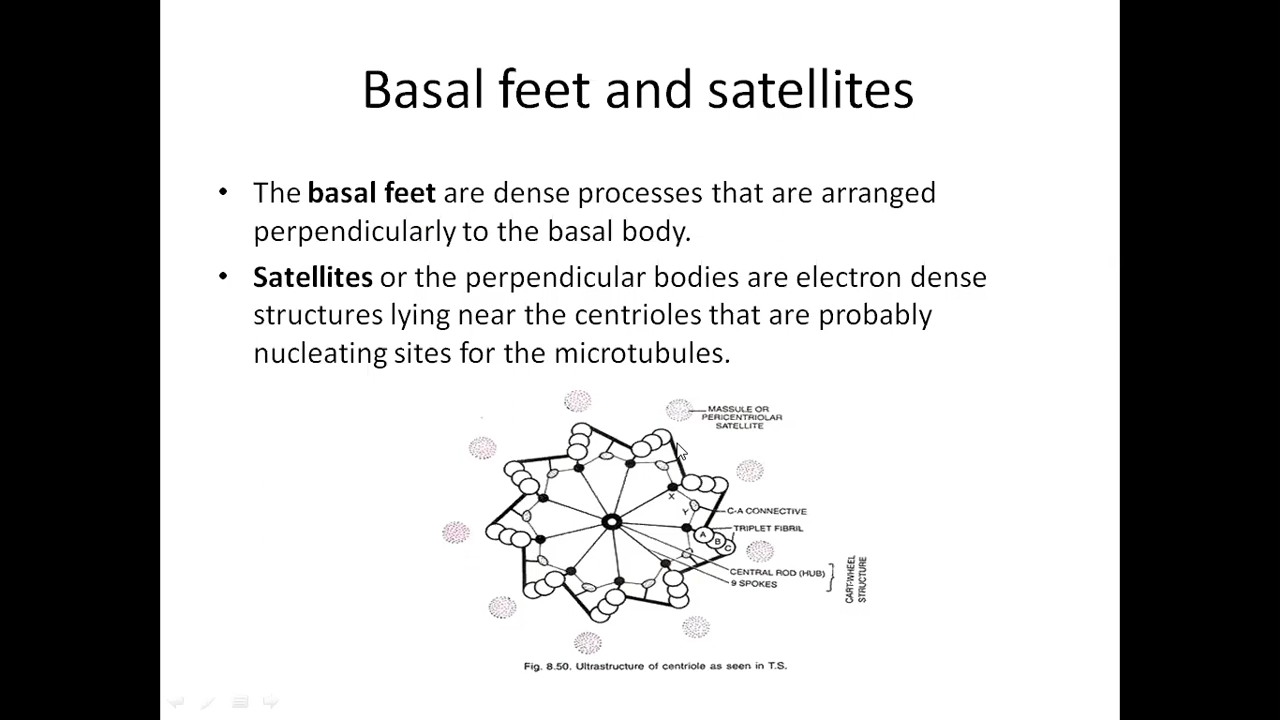 Basal feet and satellites
• The basal feet are dense processes that are arranged
perpendicularly to the basal body.
• Satellites or the perpendicular bodies are electron dense
structures lying near the centrioles that are probably
nucleating sites for the microtubules.
MASSULE OR
PERICENTRIOLAR
SATELLITE
X
Y
C-A CONNECTIVE
TRIPLET FIBRIL
A
B
C
CENTRAL ROD (HUB)
9 SPOKES
CART-WHEEL
STRUCTURE
Fig. 8.50. Ultrastructure of centriole as seen in T.S.